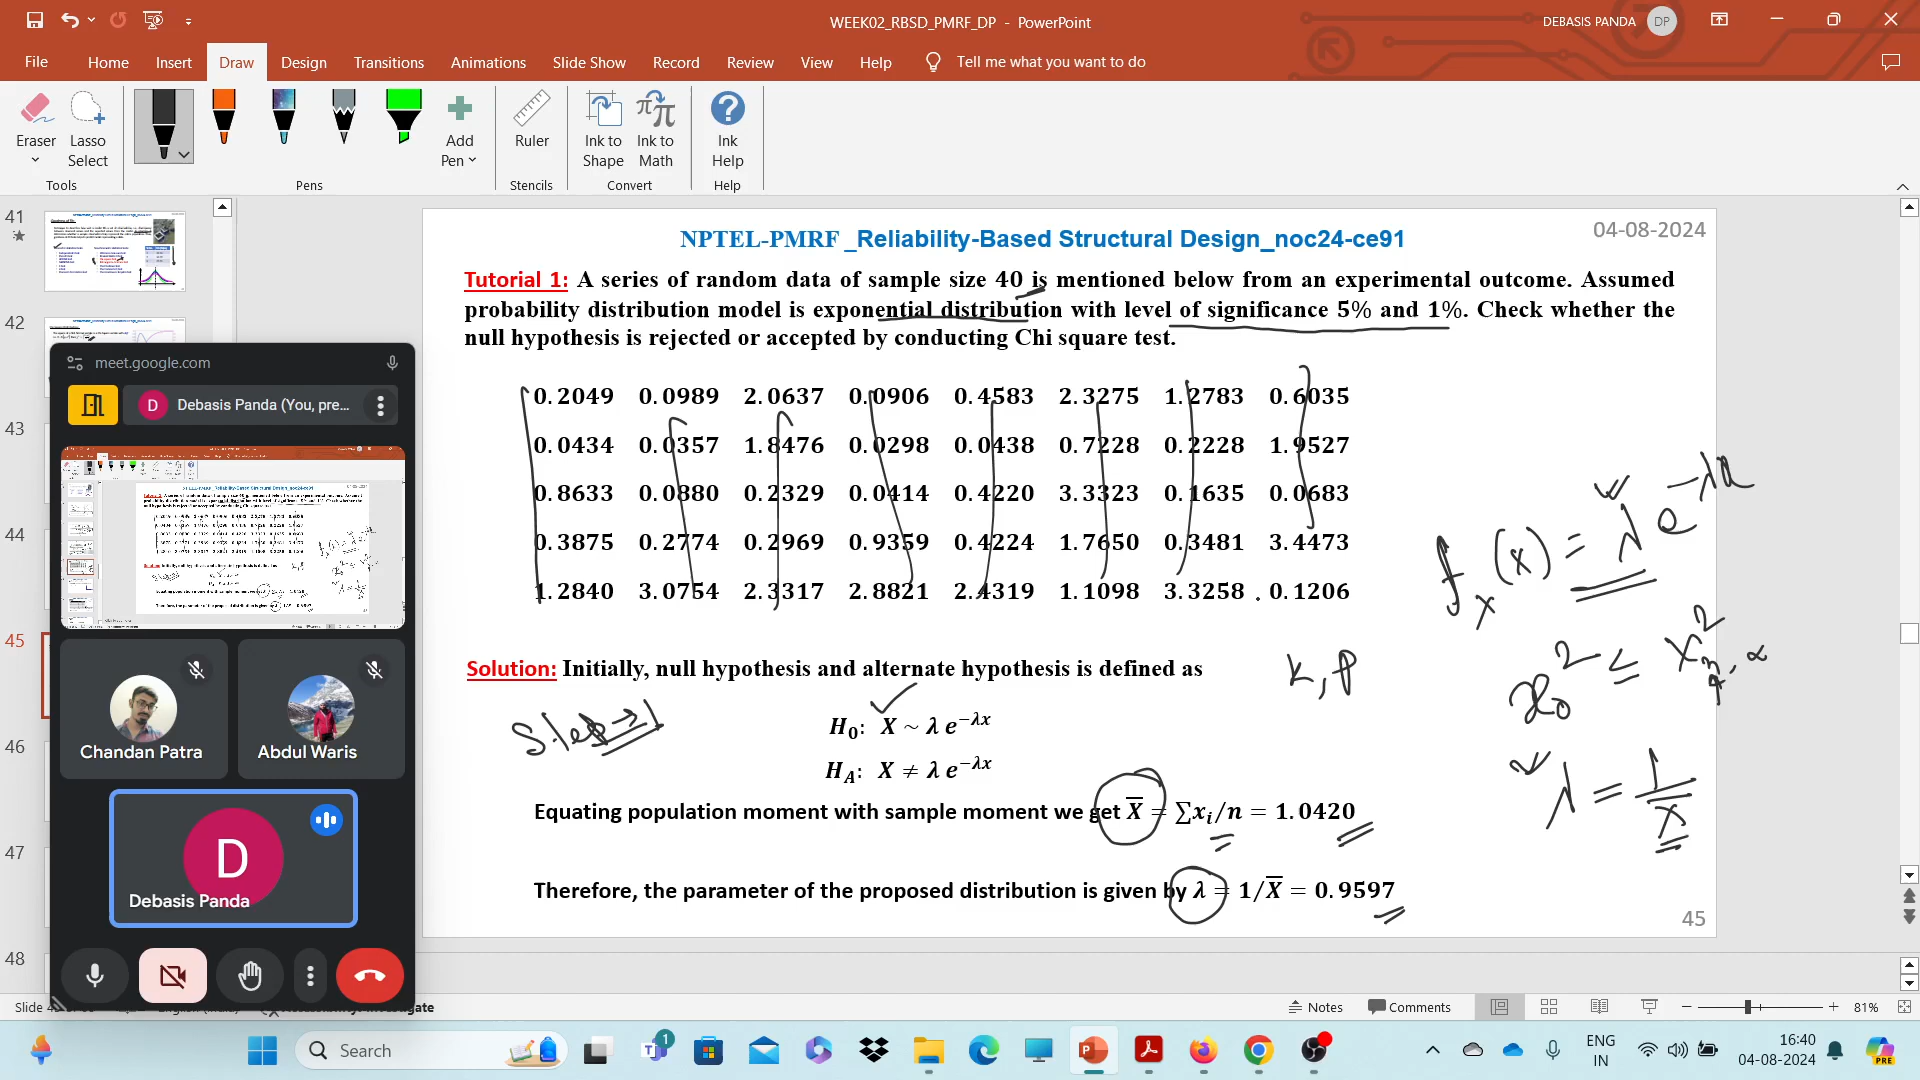 WEEK02_RBSD_PMRF_DP - PowerPoint
DEBASIS PANDA
DP
File Home Insert Draw Design Transitions Animations Slide Show Record Review View Help Tell me what you want to do
Eraser
Lasso Select
Add Pen
Ruler
Ink to Shape
Ink to Math
Ink Help
Tools
Pens
Stencils
Convert
Help
41
42
43
44
45
46
47
48
meet.google.com
D Debasis Panda (You, pre...
Chandan Patra
Abdul Waris
D
Debasis Panda
04-08-2024
NPTEL-PMRF _Reliability-Based Structural Design_noc24-ce91
Tutorial 1: A series of random data of sample size 40 is mentioned below from an experimental outcome. Assumed
probability distribution model is exponential distribution with level of significance 5% and 1%. Check whether the
null hypothesis is rejected or accepted by conducting Chi square test.
0.2049 0.0989 2.0637 0.0906 0.4583 2.3275 1.2783 0.6035
0.0434 0.0357 1.8476 0.0298 0.0438 0.7228 0.2228 1.9527
0.8633 0.0880 0.2329 0.0414 0.4220 3.3323 0.1635 0.0683
0.3875 0.2774 0.2969 0.9359 0.4224 1.7650 0.3481 3.4473
1.2840 3.0754 2.3317 2.8821 2.4319 1.1098 3.3258 0.1206
f_X(x) = λ e^−λx
Solution: Initially, null hypothesis and alternate hypothesis is defined as
k, p
Step → 1
H₀: X ~ λ e^−λx
H_A: X ≠ λ e^−λx
λ = 1/X̄
Equating population moment with sample moment we get X̄ = ∑xᵢ/n = 1.0420
Therefore, the parameter of the proposed distribution is given by λ = 1/X̄ = 0.9597
45
Notes Comments 81%
Search
1
ENG
IN
16:40
04-08-2024
PRE